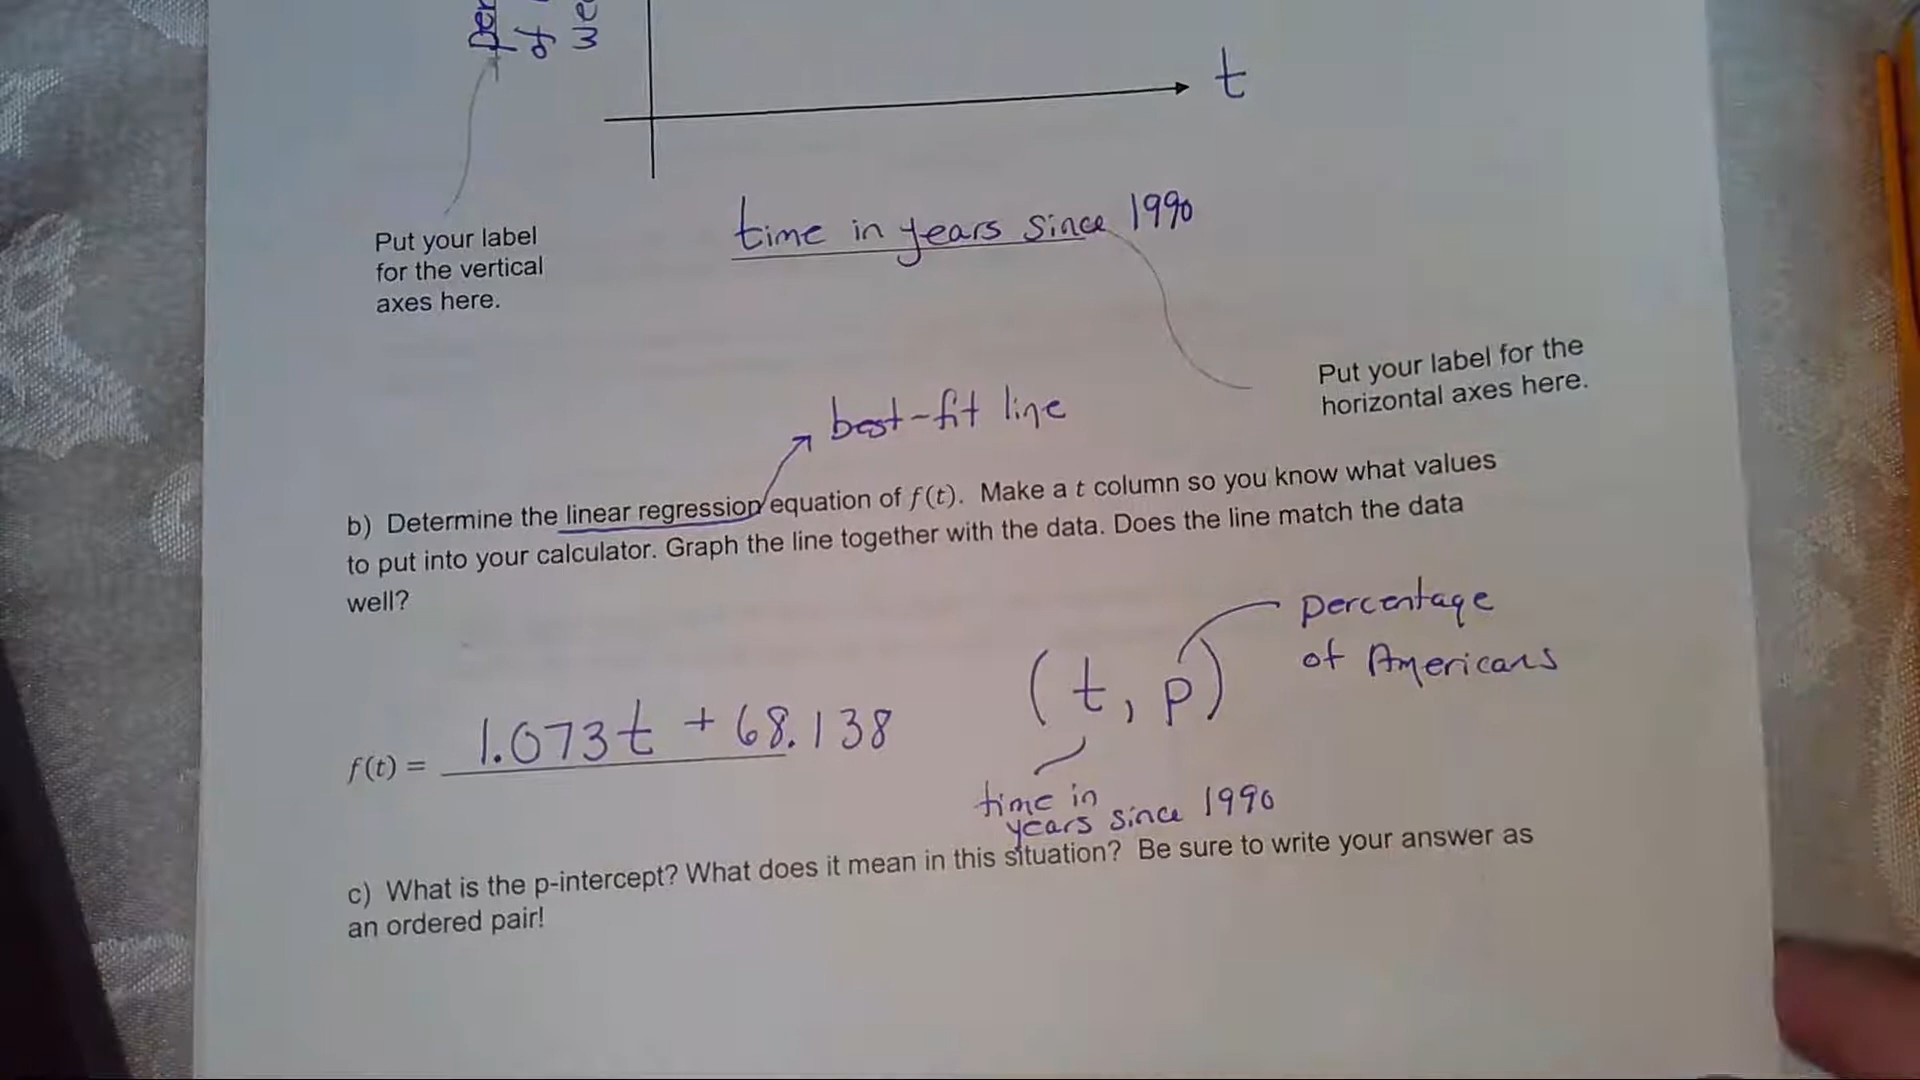 of
t
time in years since 1990
Put your label
for the vertical
axes here.
Put your label for the
horizontal axes here.
best-fit line
b) Determine the linear regression equation of f(t). Make a t column so you know what values
to put into your calculator. Graph the line together with the data. Does the line match the data
well?
percentage
of Americans
(t, p)
f(t) = 1.073t + 68.138
time in
years since 1990
c) What is the p-intercept? What does it mean in this situation? Be sure to write your answer as
an ordered pair!